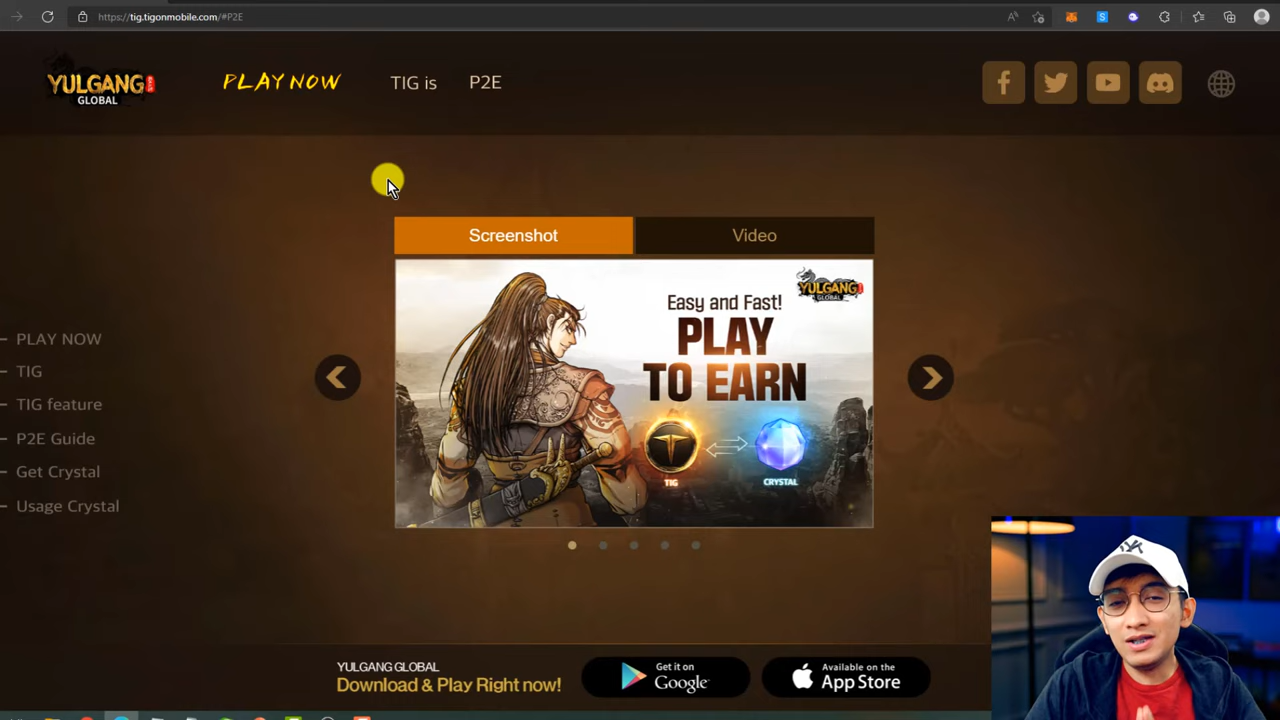 https://tig.tigonmobile.com/#P2E
YULGANG
GLOBAL
PLAY NOW
TIG is
P2E
Screenshot
Video
YULGANG
GLOBAL
Easy and Fast!
PLAY
TO EARN
TIG
CRYSTAL
PLAY NOW
TIG
TIG feature
P2E Guide
Get Crystal
Usage Crystal
YULGANG GLOBAL
Download & Play Right now!
Get it on
Google
Available on the
App Store